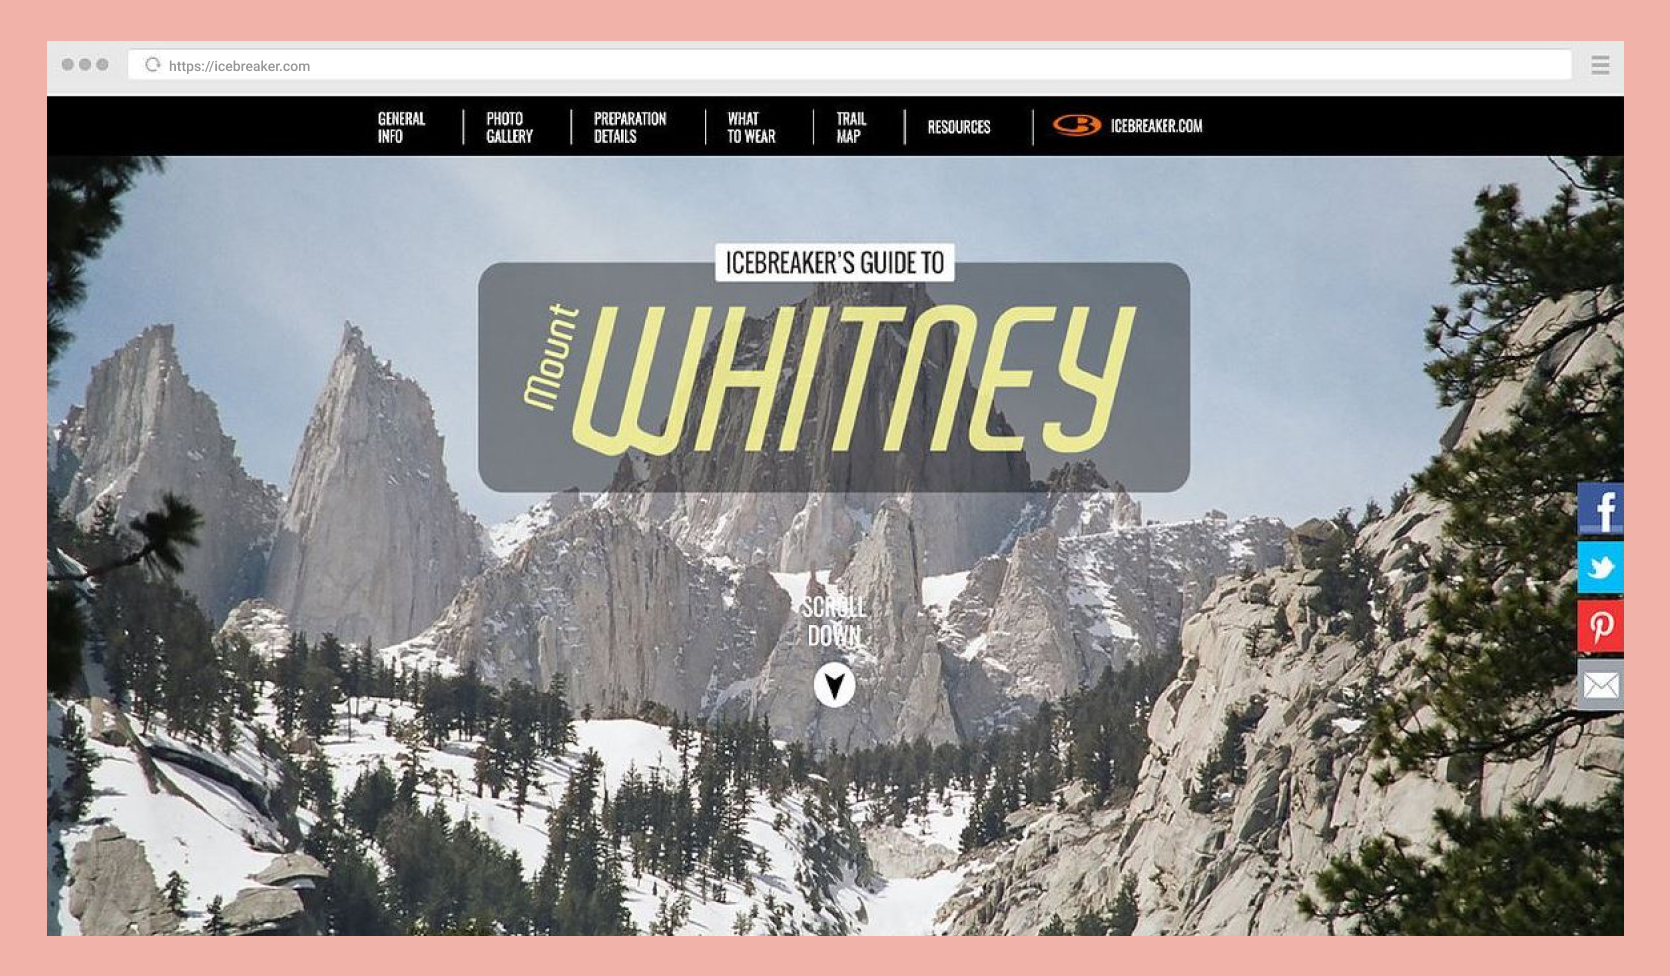 https://icebreaker.com
GENERAL
INFO
PHOTO
GALLERY
PREPARATION
DETAILS
WHAT
TO WEAR
TRAIL
MAP
RESOURCES
ICEBREAKER.COM
ICEBREAKER'S GUIDE TO
Mount
WHITNEY
SCROLL
DOWN